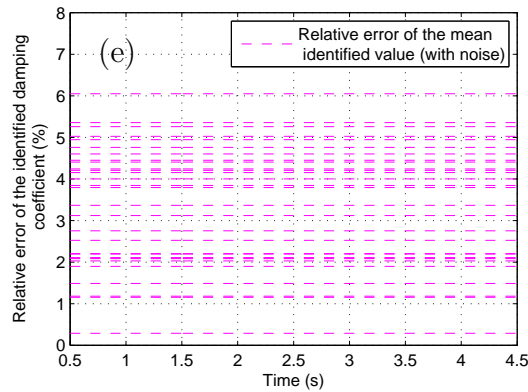 8
7
6
5
4
3
2
1
0
(e)
Relative error of the mean
identified value (with noise)
Relative error of the identified damping
coefficient (%)
0.5 1 1.5 2 2.5 3 3.5 4 4.5
Time (s)